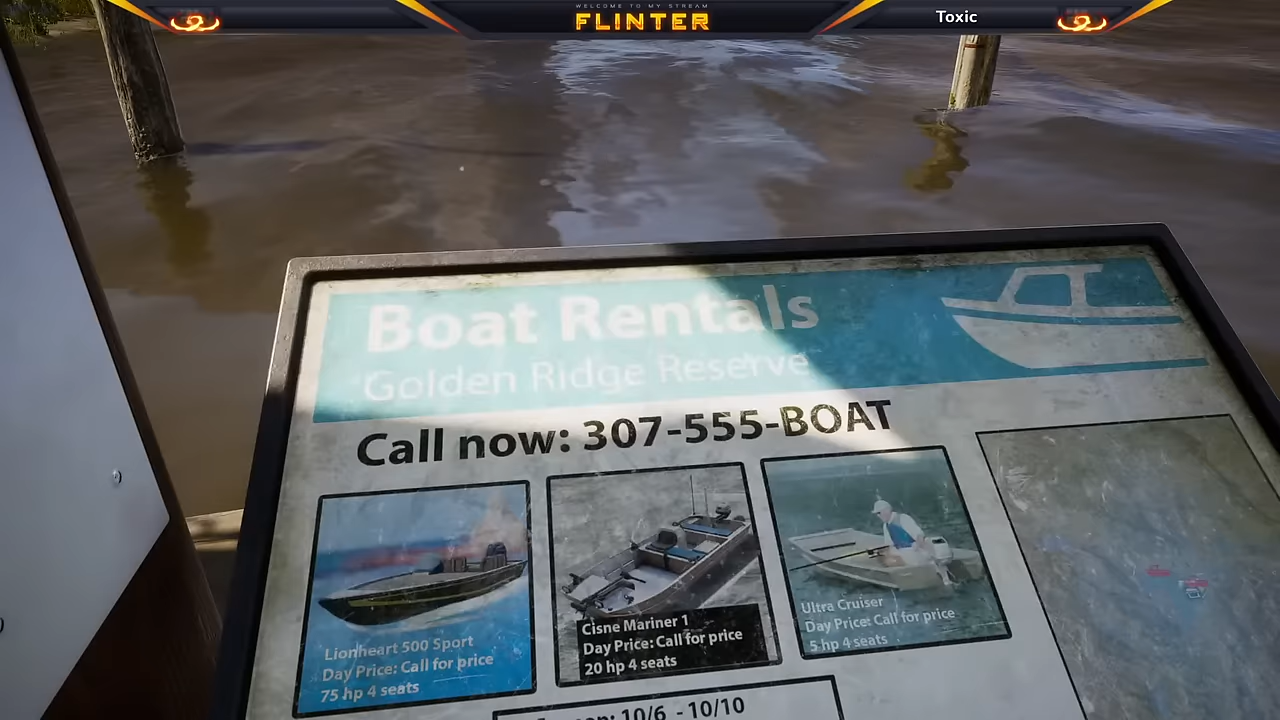 WELCOME TO MY STREAM
FLINTER
Toxic
Boat Rentals
Golden Ridge Reserve
Call now: 307-555-BOAT
Lionheart 500 Sport
Day Price: Call for price
75 hp 4 seats
Cisne Mariner 1
Day Price: Call for price
20 hp 4 seats
Ultra Cruiser
Day Price: Call for price
5 hp 4 seats
10/6 - 10/10